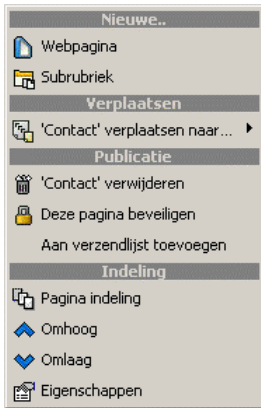 Nieuwe..
Webpagina
Subrubriek
Verplaatsen
'Contact' verplaatsen naar...
Publicatie
'Contact' verwijderen
Deze pagina beveiligen
Aan verzendlijst toevoegen
Indeling
Pagina indeling
Omhoog
Omlaag
Eigenschappen